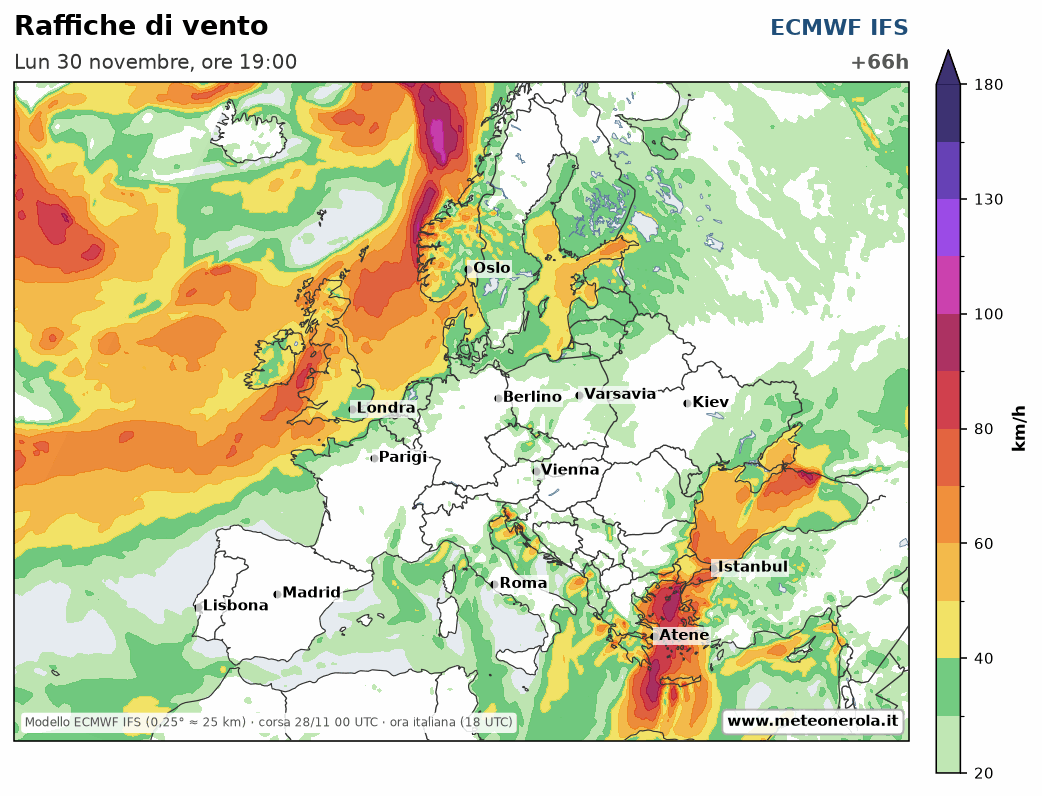 Raffiche di vento
ECMWF IFS
Lun 30 novembre, ore 19:00
+66h
180
130
100
80
60
40
20
km/h
Oslo
Londra
Berlino
Varsavia
Kiev
Parigi
Vienna
Istanbul
Roma
Madrid
Lisbona
Atene
Modello ECMWF IFS (0,25° ≈ 25 km) · corsa 28/11 00 UTC · ora italiana (18 UTC)
www.meteonerola.it